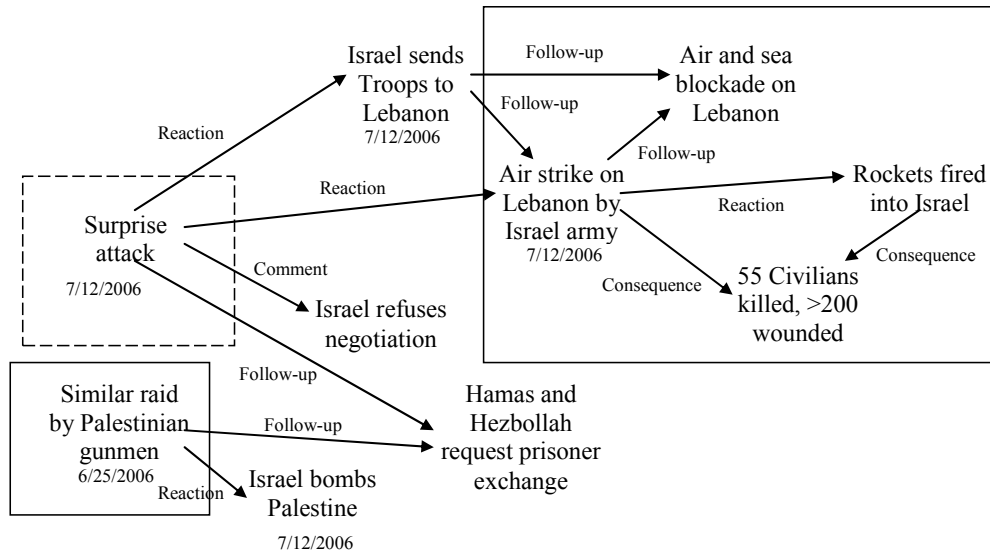 Israel sends
Troops to
Lebanon
7/12/2006
Follow-up
Air and sea
blockade on
Lebanon
Follow-up
Reaction
Follow-up
Air strike on
Lebanon by
Israel army
7/12/2006
Rockets fired
into Israel
Reaction
Reaction
Surprise
attack
7/12/2006
Comment
Consequence
Consequence
55 Civilians
killed, >200
wounded
Israel refuses
negotiation
Follow-up
Similar raid
by Palestinian
gunmen
6/25/2006
Follow-up
Hamas and
Hezbollah
request prisoner
exchange
Reaction
Israel bombs
Palestine
7/12/2006